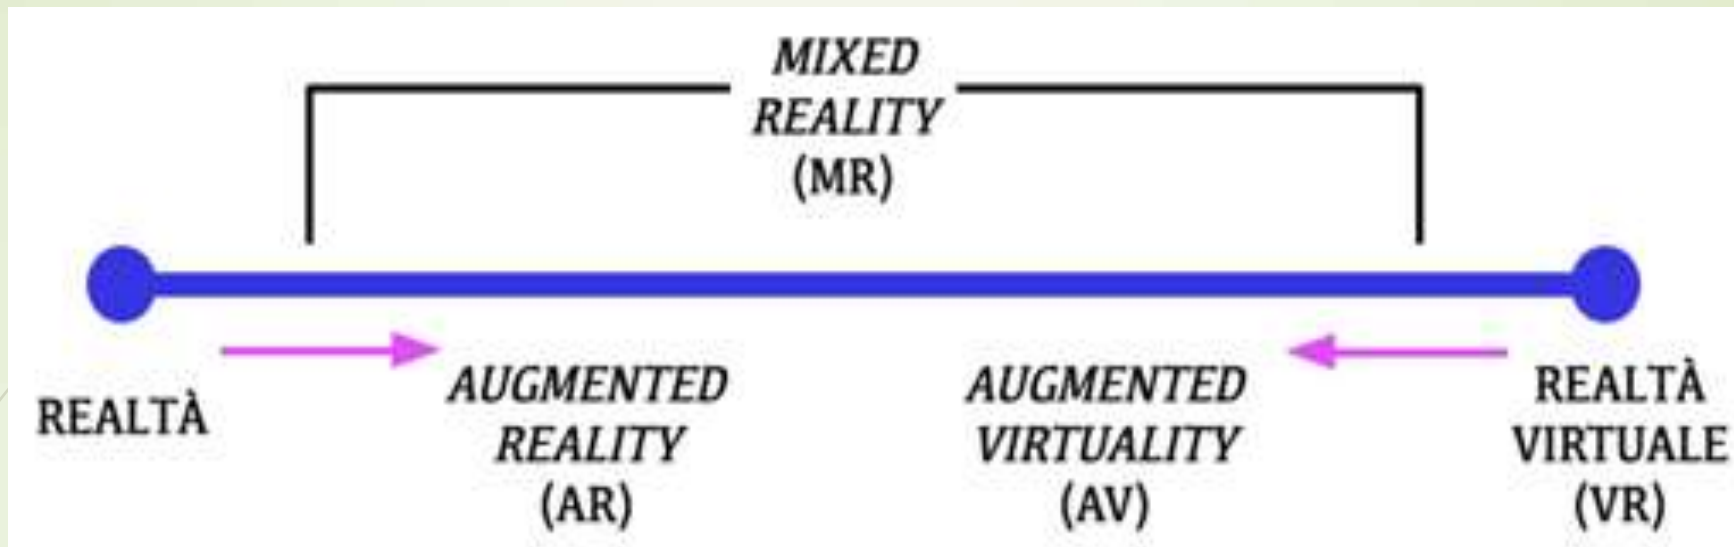 MIXED
REALITY
(MR)
REALTÀ
AUGMENTED
REALITY
(AR)
AUGMENTED
VIRTUALITY
(AV)
REALTÀ
VIRTUALE
(VR)